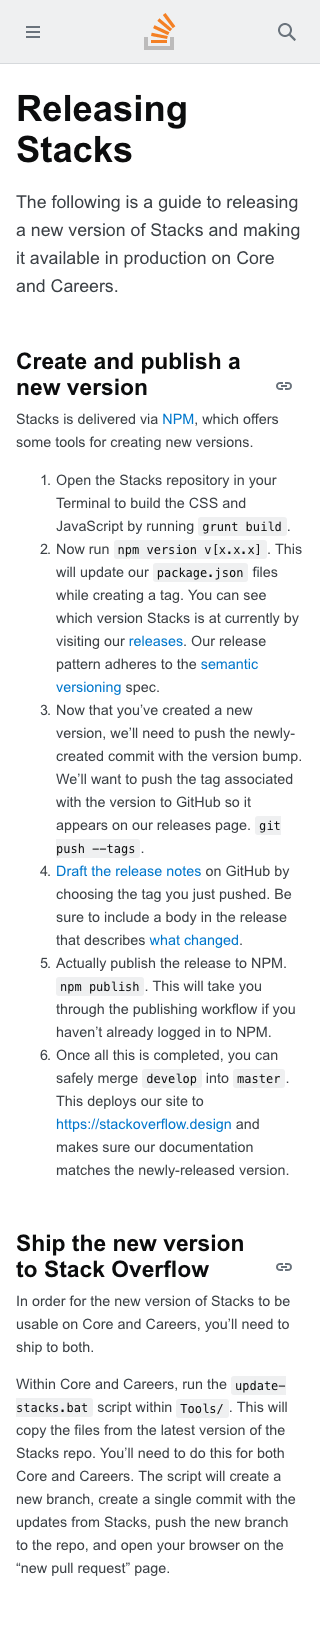 Releasing
Stacks
The following is a guide to releasing
a new version of Stacks and making
it available in production on Core
and Careers.
Create and publish a
new version
Stacks is delivered via NPM, which offers
some tools for creating new versions.
1. Open the Stacks repository in your
Terminal to build the CSS and
JavaScript by running grunt build.
2. Now run npm version v[x.x.x]. This
will update our package.json files
while creating a tag. You can see
which version Stacks is at currently by
visiting our releases. Our release
pattern adheres to the semantic
versioning spec.
3. Now that you’ve created a new
version, we’ll need to push the newly-
created commit with the version bump.
We’ll want to push the tag associated
with the version to GitHub so it
appears on our releases page. git
push --tags.
4. Draft the release notes on GitHub by
choosing the tag you just pushed. Be
sure to include a body in the release
that describes what changed.
5. Actually publish the release to NPM.
npm publish. This will take you
through the publishing workflow if you
haven’t already logged in to NPM.
6. Once all this is completed, you can
safely merge develop into master.
This deploys our site to
https://stackoverflow.design and
makes sure our documentation
matches the newly-released version.
Ship the new version
to Stack Overflow
In order for the new version of Stacks to be
usable on Core and Careers, you’ll need to
ship to both.
Within Core and Careers, run the update-
stacks.bat script within Tools/. This will
copy the files from the latest version of the
Stacks repo. You’ll need to do this for both
Core and Careers. The script will create a
new branch, create a single commit with the
updates from Stacks, push the new branch
to the repo, and open your browser on the
“new pull request” page.